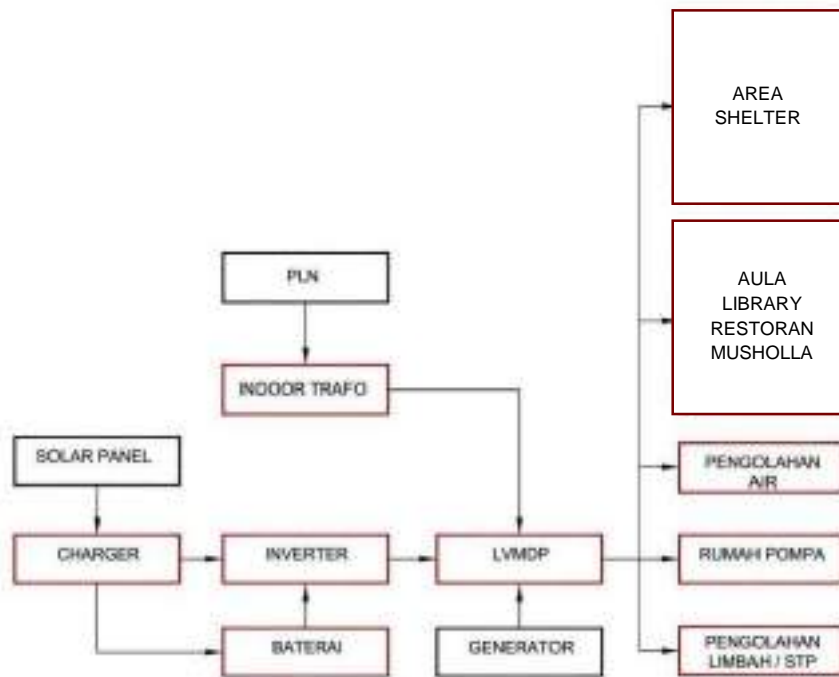 AREA
SHELTER
PLN
AULA
LIBRARY
RESTORAN
MUSHOLLA
INDOOR TRAFO
SOLAR PANEL
PENGOLAHAN
AIR
CHARGER
INVERTER
LVMDP
RUMAH POMPA
BATERAI
GENERATOR
PENGOLAHAN
LIMBAH / STP